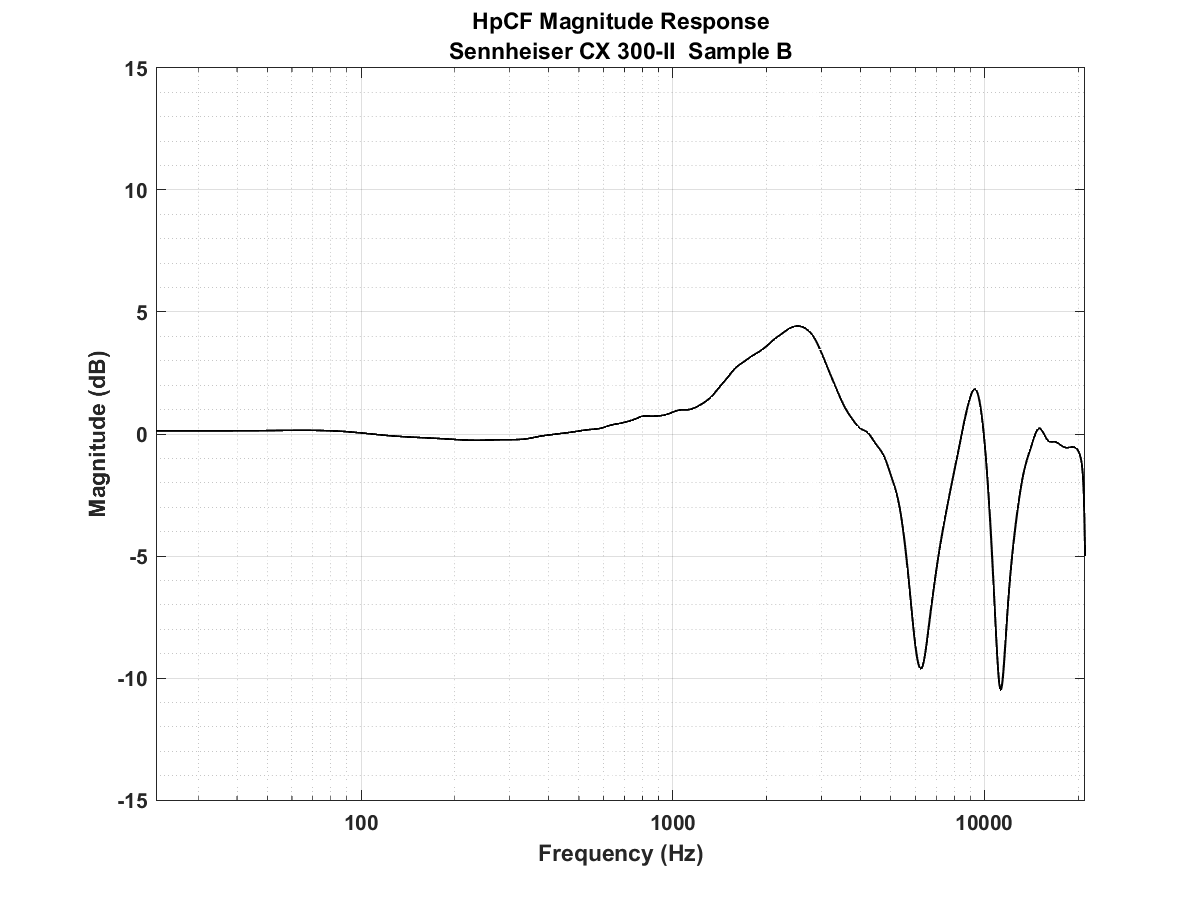 HpCF Magnitude Response
Sennheiser CX 300-II  Sample B
15
10
5
0
-5
-10
-15
Magnitude (dB)
100
1000
10000
Frequency (Hz)